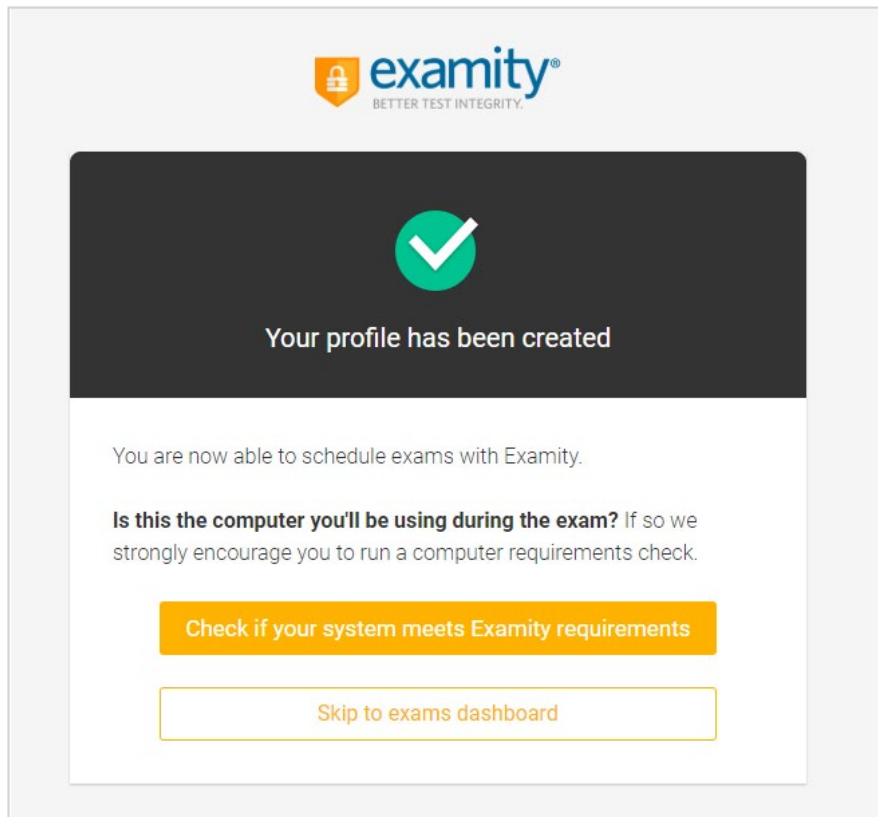 examity®
BETTER TEST INTEGRITY.
Your profile has been created
You are now able to schedule exams with Examity.
Is this the computer you'll be using during the exam? If so we
strongly encourage you to run a computer requirements check.
Check if your system meets Examity requirements
Skip to exams dashboard